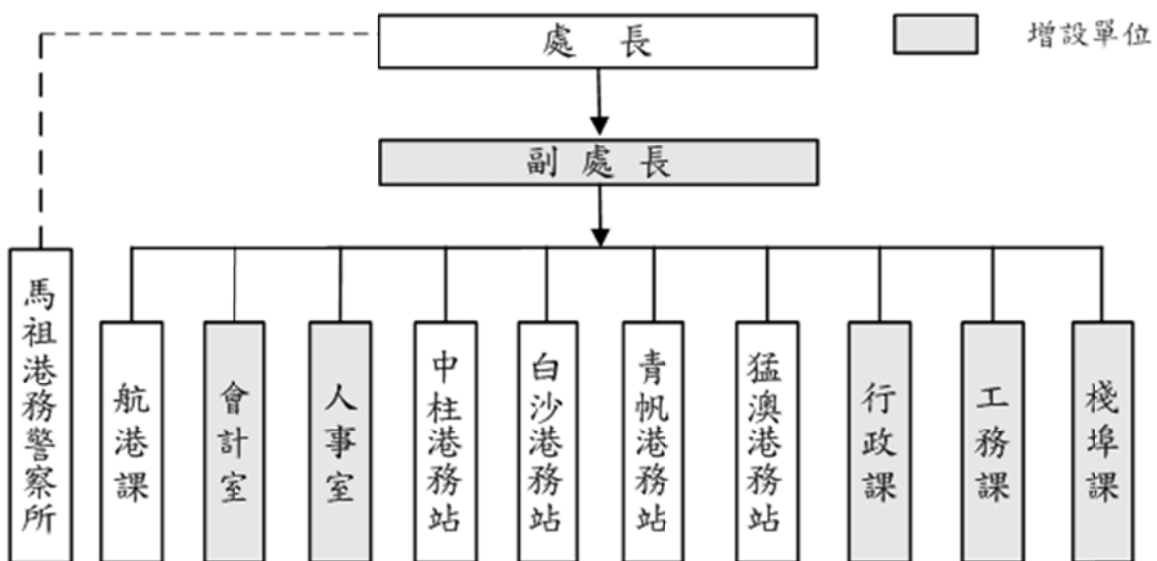 處長
增設單位
副處長
馬祖港務警察所
航港課
會計室
人事室
中柱港務站
白沙港務站
青帆港務站
猛澳港務站
行政課
工務課
棧埠課